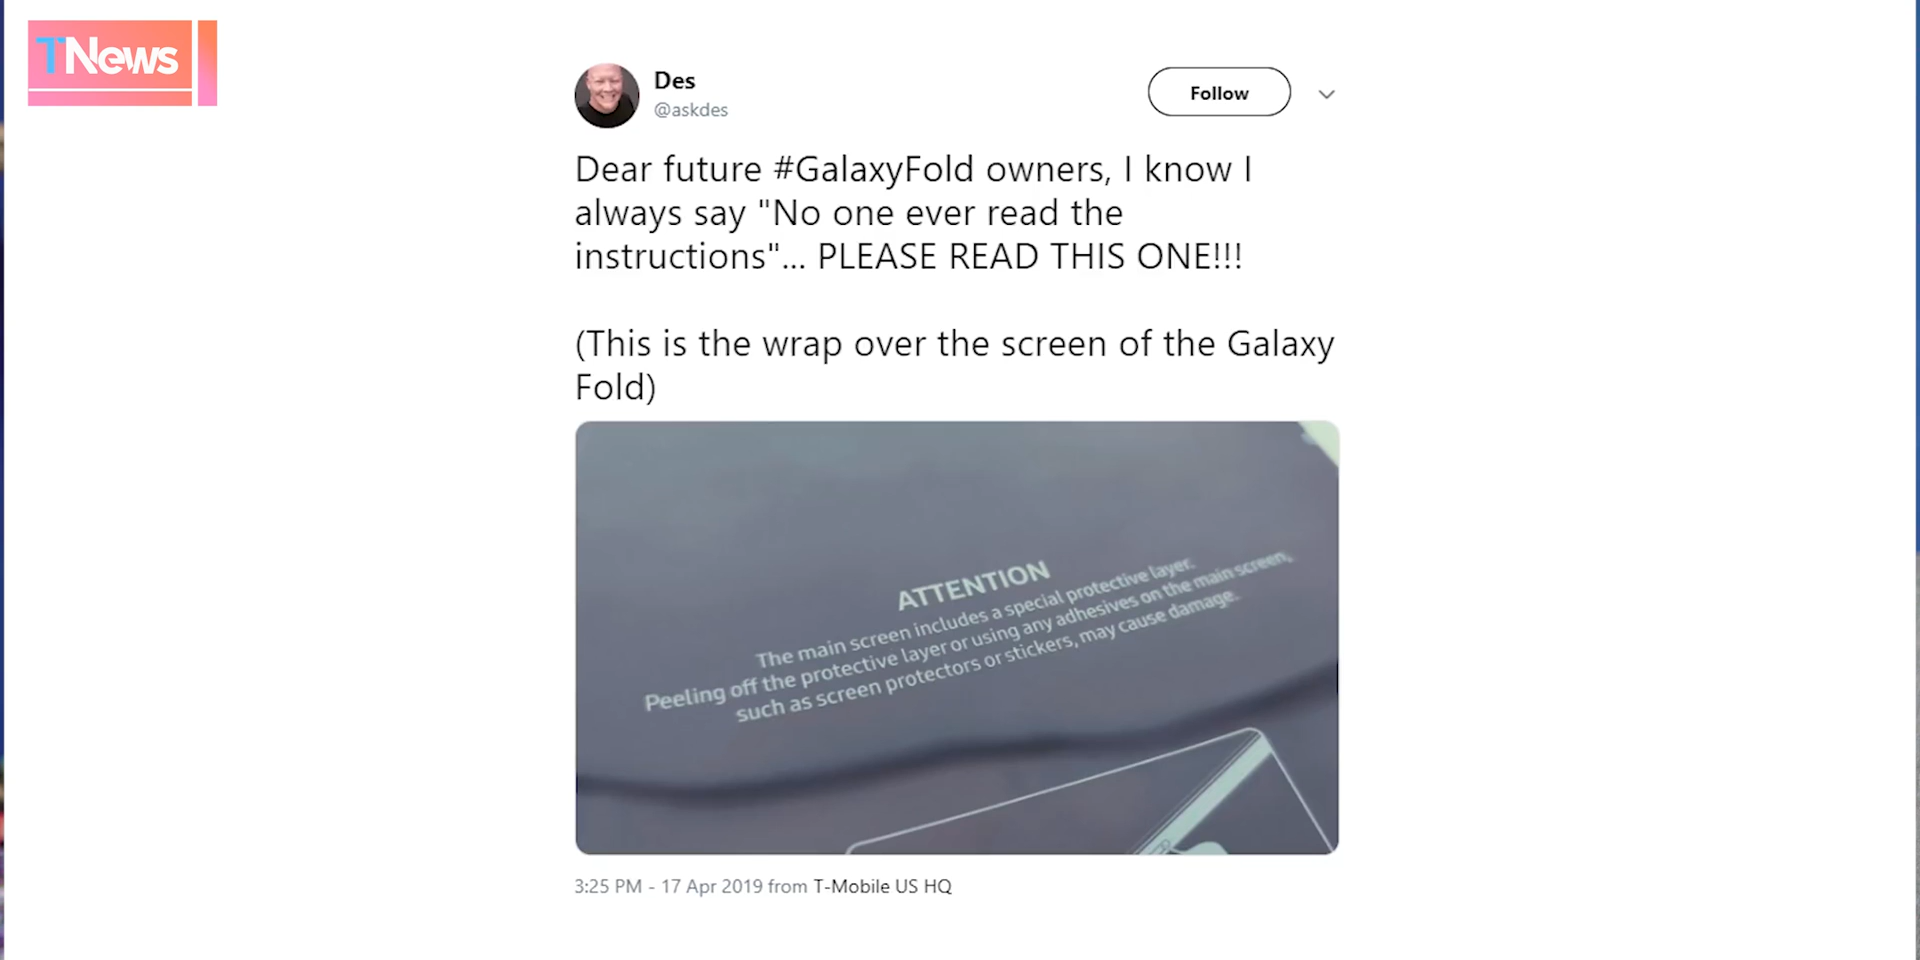 TNews
Des
@askdes
Follow
Dear future #GalaxyFold owners, I know I
always say "No one ever read the
instructions"... PLEASE READ THIS ONE!!!
(This is the wrap over the screen of the Galaxy
Fold)
ATTENTION
The main screen includes a special protective layer.
Peeling off the protective layer or using any adhesives on the main screen,
such as screen protectors or stickers, may cause damage.
3:25 PM - 17 Apr 2019 from T-Mobile US HQ